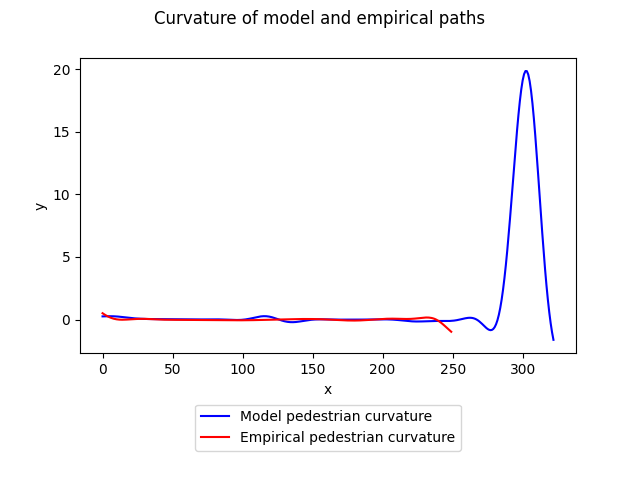 Curvature of model and empirical paths
20
15
10
5
0
y
0 50 100 150 200 250 300
x
Model pedestrian curvature
Empirical pedestrian curvature